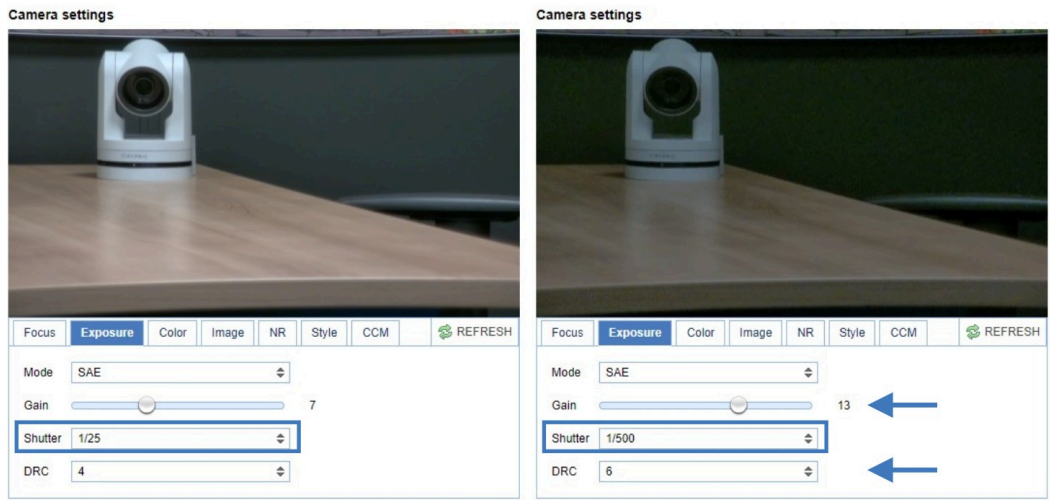 Camera settings
Focus Exposure Color Image NR Style CCM REFRESH
Mode SAE
Gain 7
Shutter 1/25
DRC 4
Camera settings
Focus Exposure Color Image NR Style CCM REFRESH
Mode SAE
Gain 13
Shutter 1/500
DRC 6